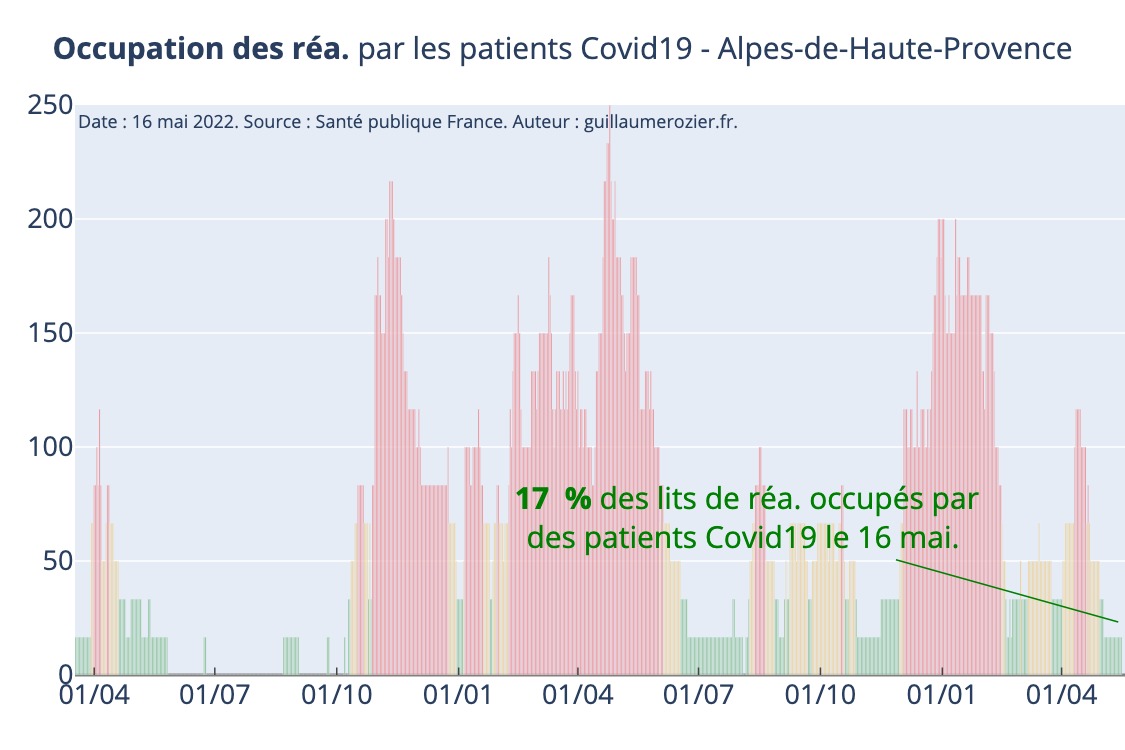 Occupation des réa. par les patients Covid19 - Alpes-de-Haute-Provence
250
Date : 16 mai 2022. Source : Santé publique France. Auteur : guillaumerozier.fr.
200
150
100
17 % des lits de réa. occupés par
des patients Covid19 le 16 mai.
50
0
01/04 01/07 01/10 01/01 01/04 01/07 01/10 01/01 01/04